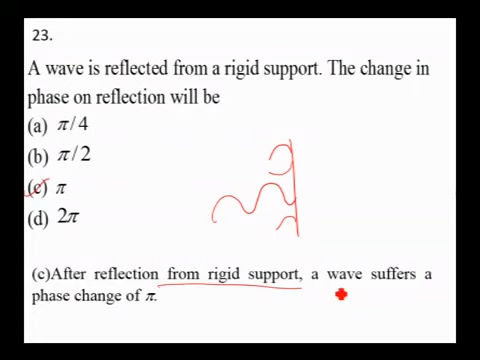 23.
A wave is reflected from a rigid support. The change in
phase on reflection will be
(a) π/4
(b) π/2
(c) π
(d) 2π
(c)After reflection from rigid support, a wave suffers a
phase change of π.